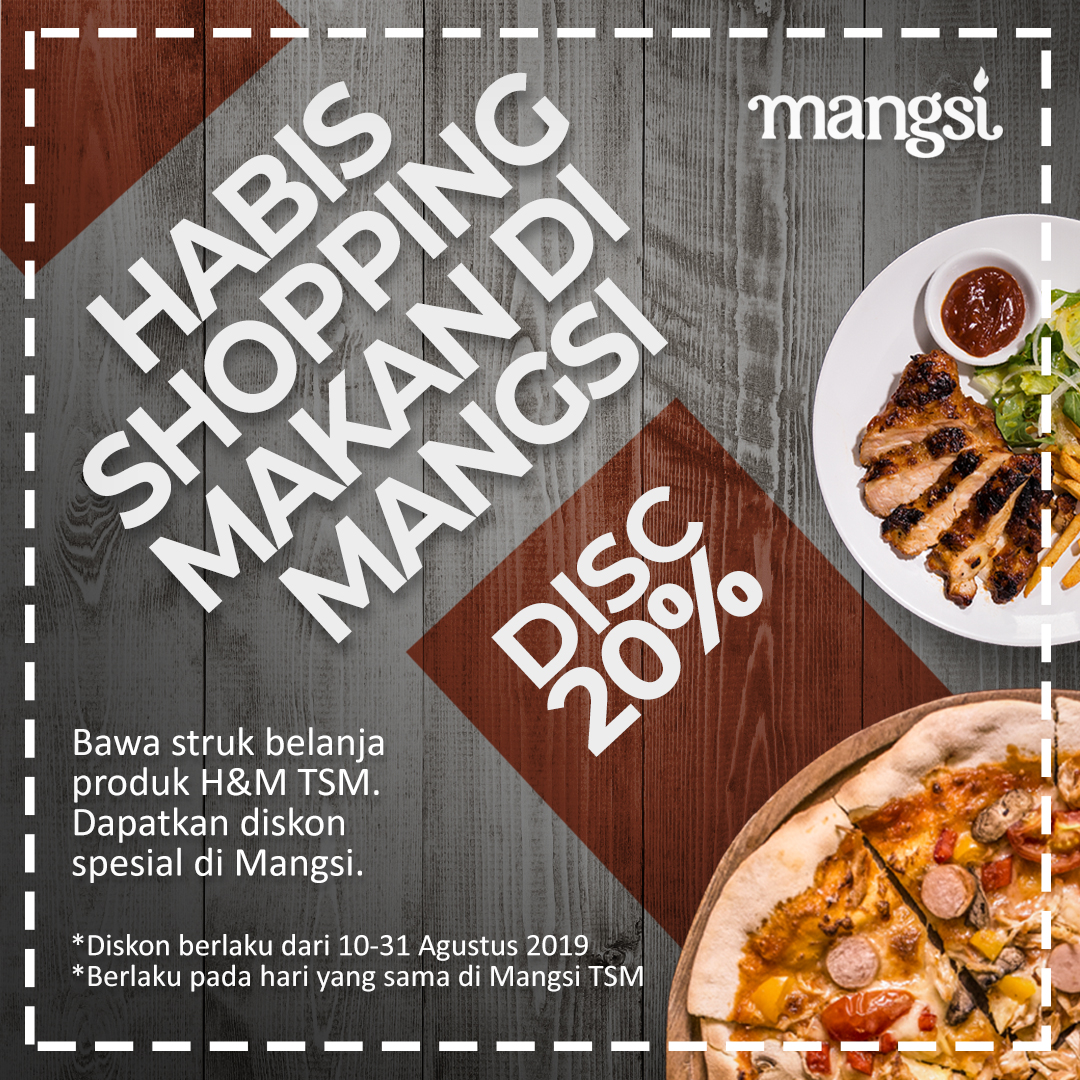 mangsi
HABIS
SHOPPING
MAKAN DI
MANGSI
DISC
20%
Bawa struk belanja
produk H&M TSM.
Dapatkan diskon
spesial di Mangsi.
*Diskon berlaku dari 10-31 Agustus 2019
*Berlaku pada hari yang sama di Mangsi TSM